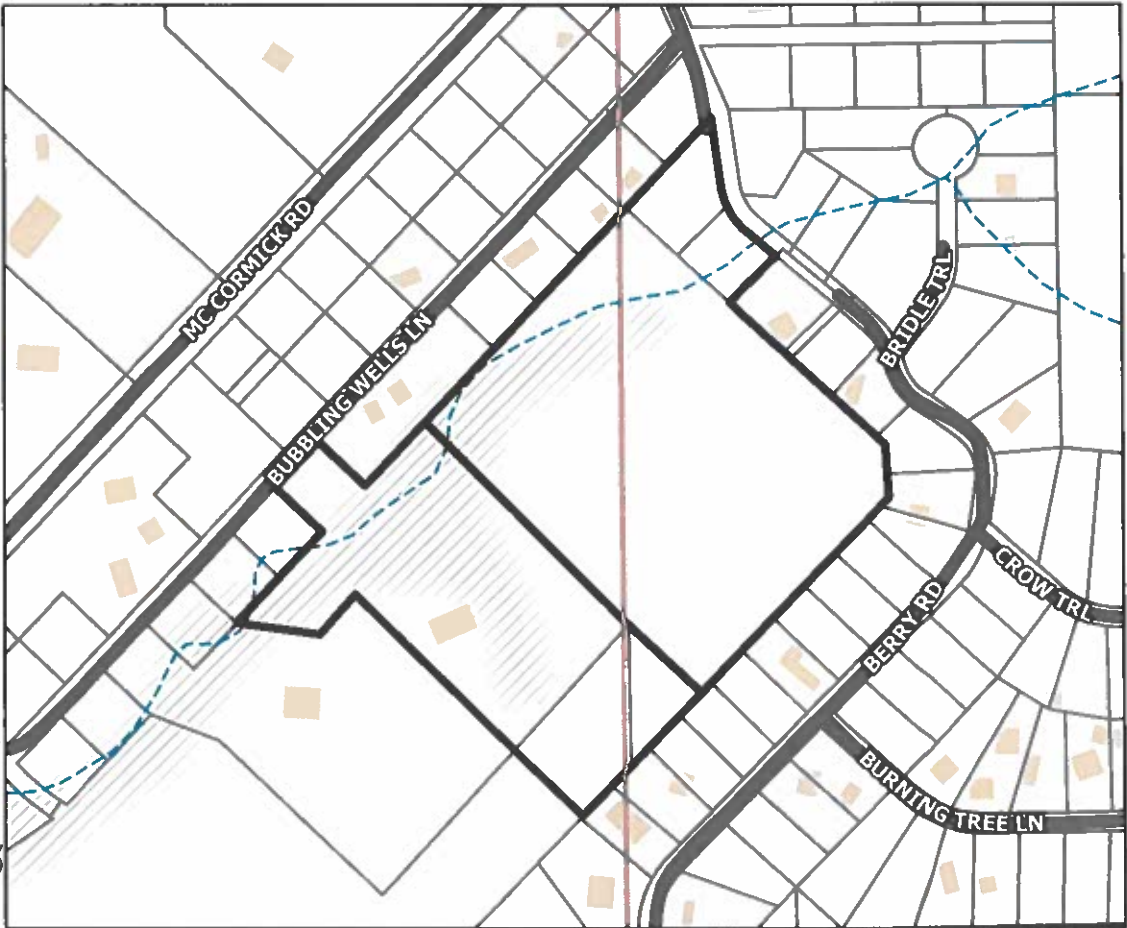 MC CORMICK RD
BUBBLING WELLS LN
BRIDLE TRL
CROW TRL
BERRY RD
BURNING TREE LN